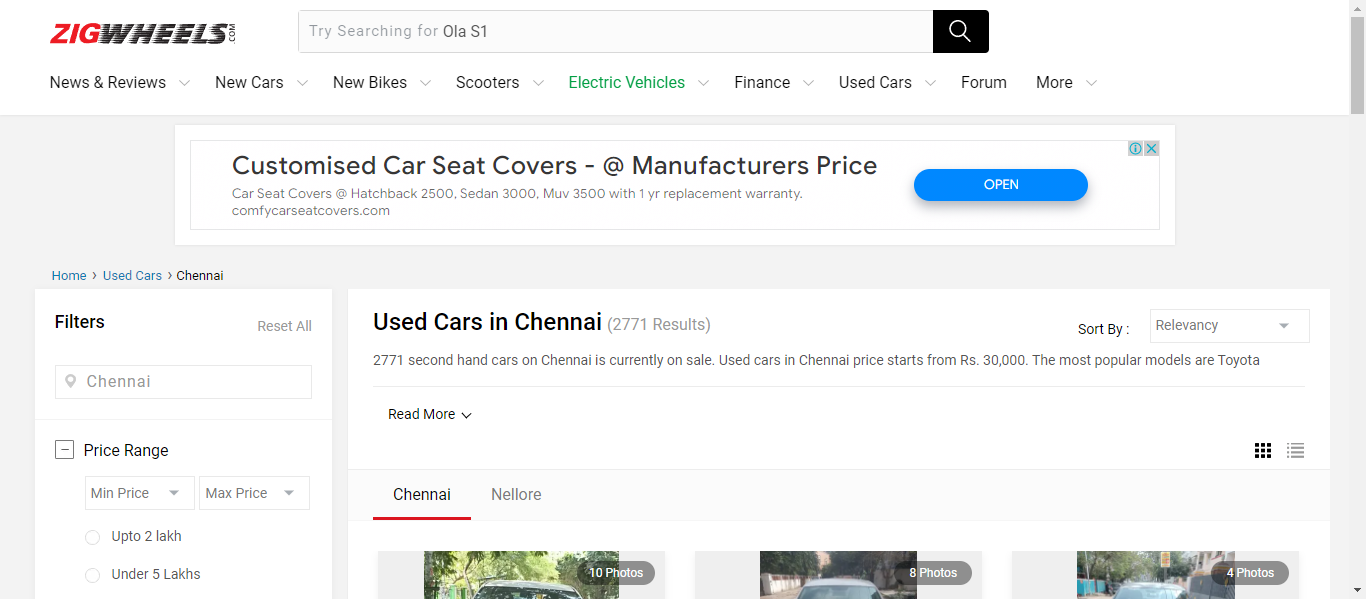 ZIGWHEELS.COM
Try Searching for Ola S1
News & Reviews New Cars New Bikes Scooters Electric Vehicles Finance Used Cars Forum More
Customised Car Seat Covers - @ Manufacturers Price
Car Seat Covers @ Hatchback 2500, Sedan 3000, Muv 3500 with 1 yr replacement warranty.
comfycarseatcovers.com
OPEN
Home › Used Cars › Chennai
Filters
Reset All
Chennai
Price Range
Min Price Max Price
Upto 2 lakh
Under 5 Lakhs
Used Cars in Chennai (2771 Results)
Sort By : Relevancy
2771 second hand cars on Chennai is currently on sale. Used cars in Chennai price starts from Rs. 30,000. The most popular models are Toyota
Read More
Chennai Nellore
10 Photos 8 Photos 4 Photos